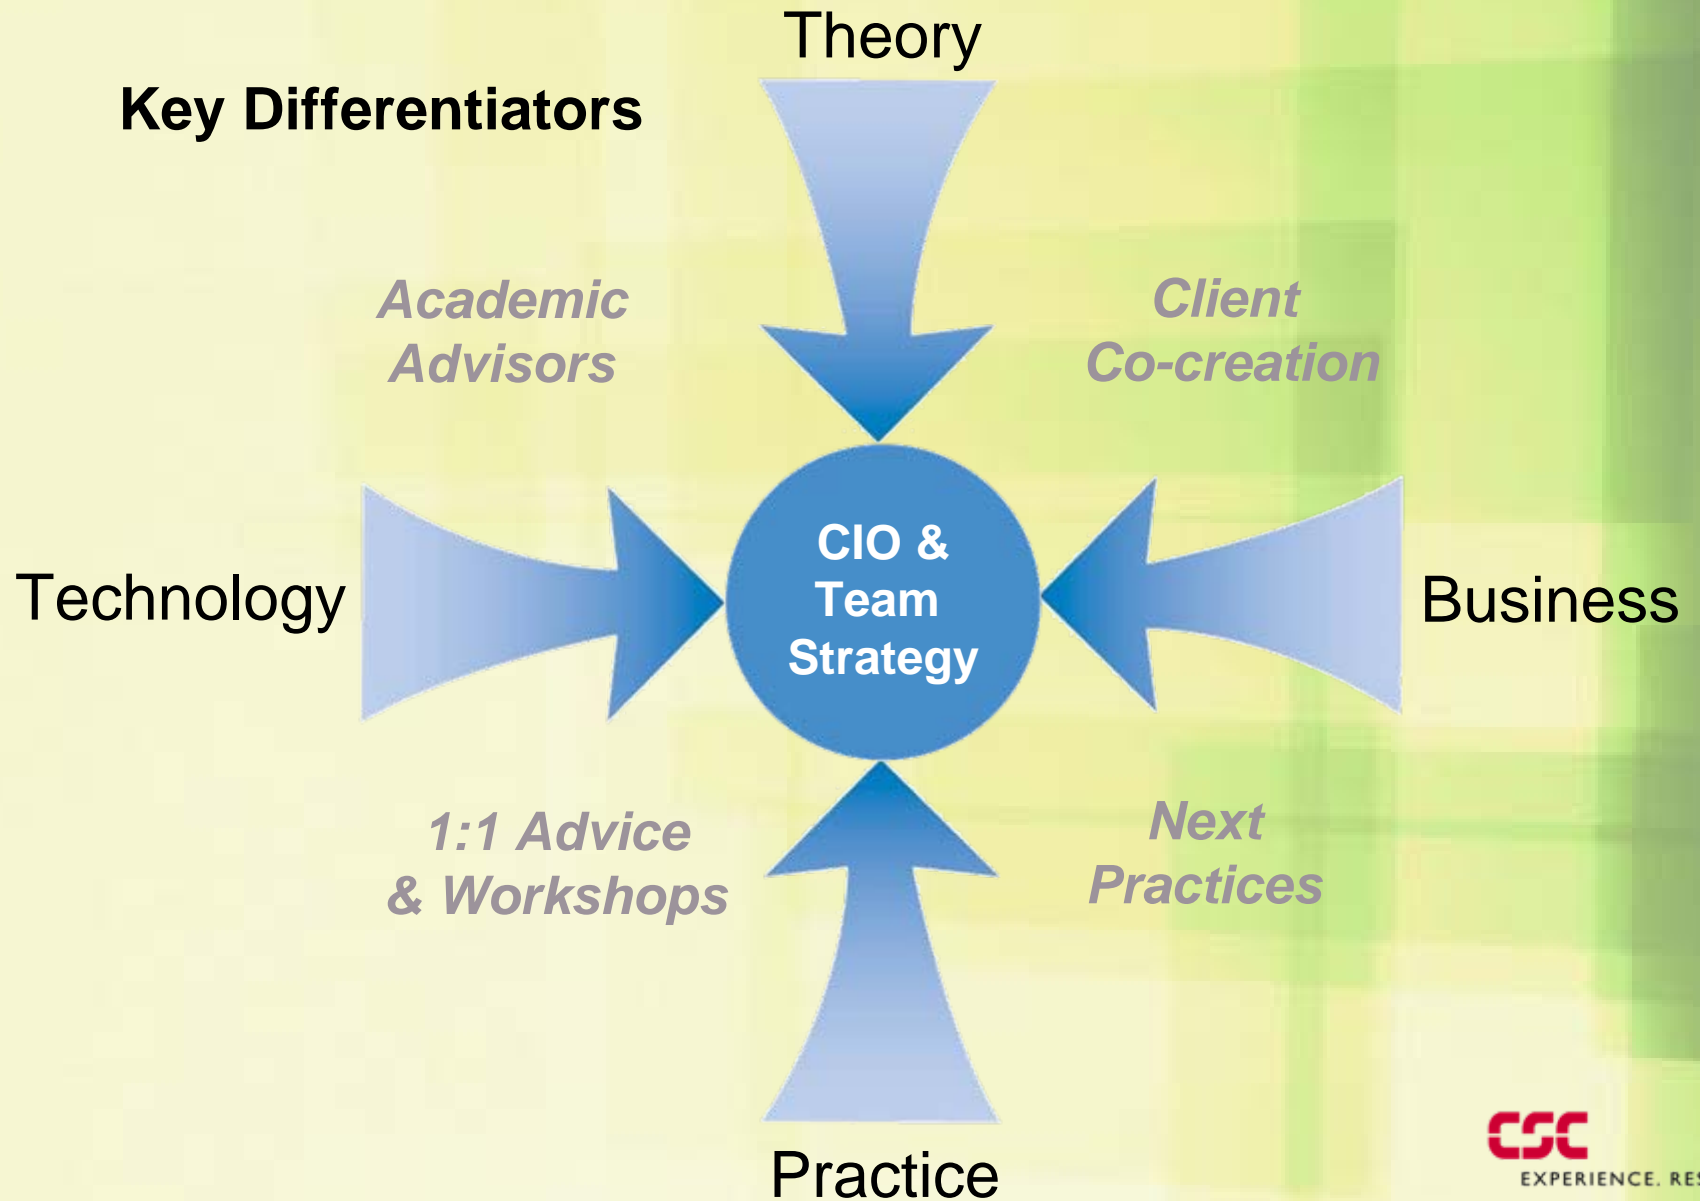 Theory
Key Differentiators
Academic
Advisors
Client
Co-creation
Technology
CIO &
Team
Strategy
Business
1:1 Advice
& Workshops
Next
Practices
Practice
CSC
EXPERIENCE.